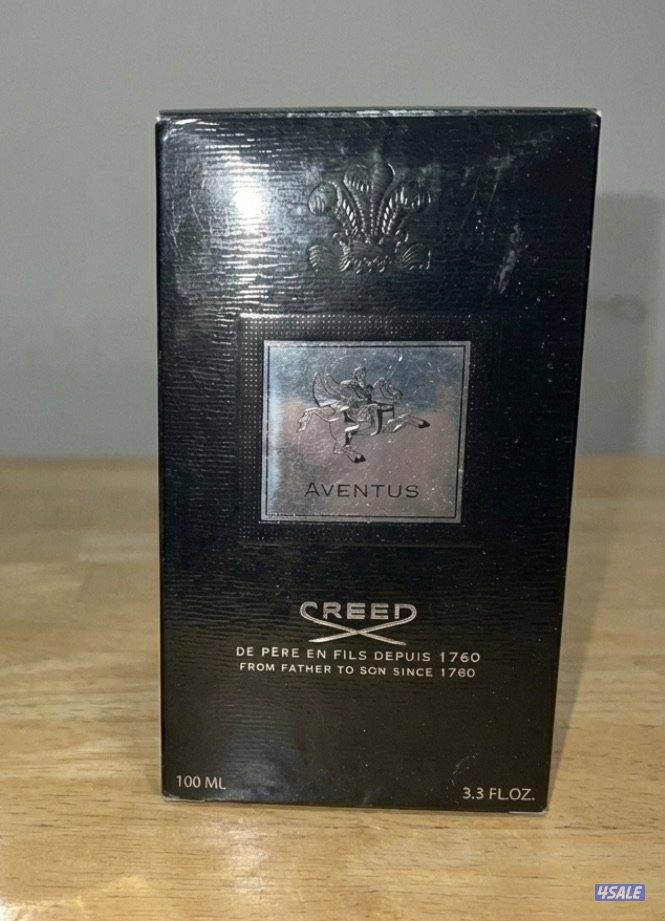 AVENTUS
CREED
DE PÈRE EN FILS DEPUIS 1760
FROM FATHER TO SON SINCE 1760
100 ML
3.3 FL.OZ.
4SALE